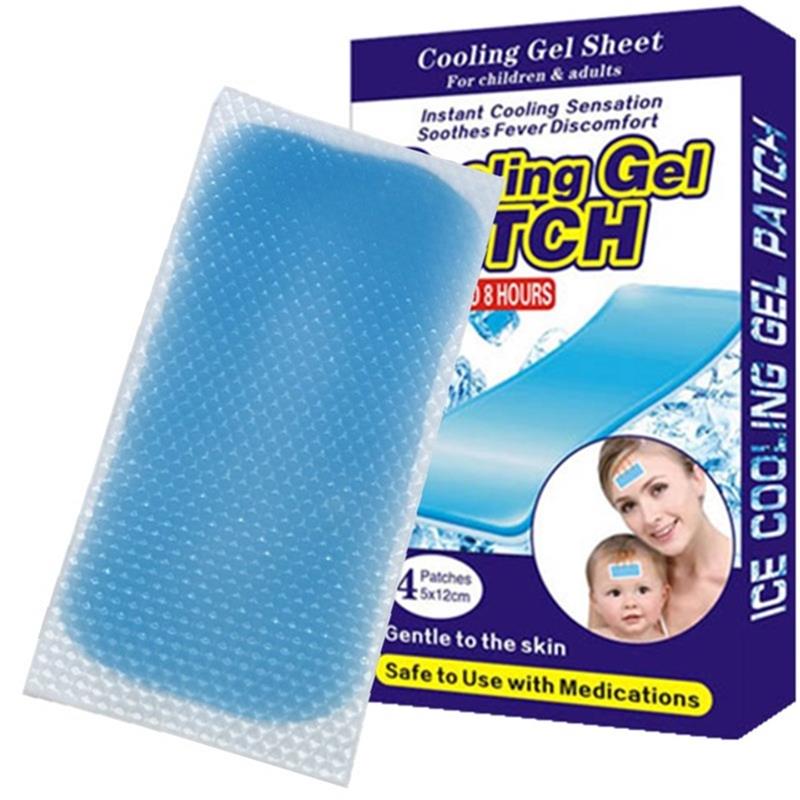 Cooling Gel Sheet
For children & adults
Instant Cooling Sensation
Soothes Fever Discomfort
ling Gel
TCH
8 HOURS
4 Patches
5x12cm
Gentle to the skin
Safe to Use with Medications
ICE COOLING GEL PATCH